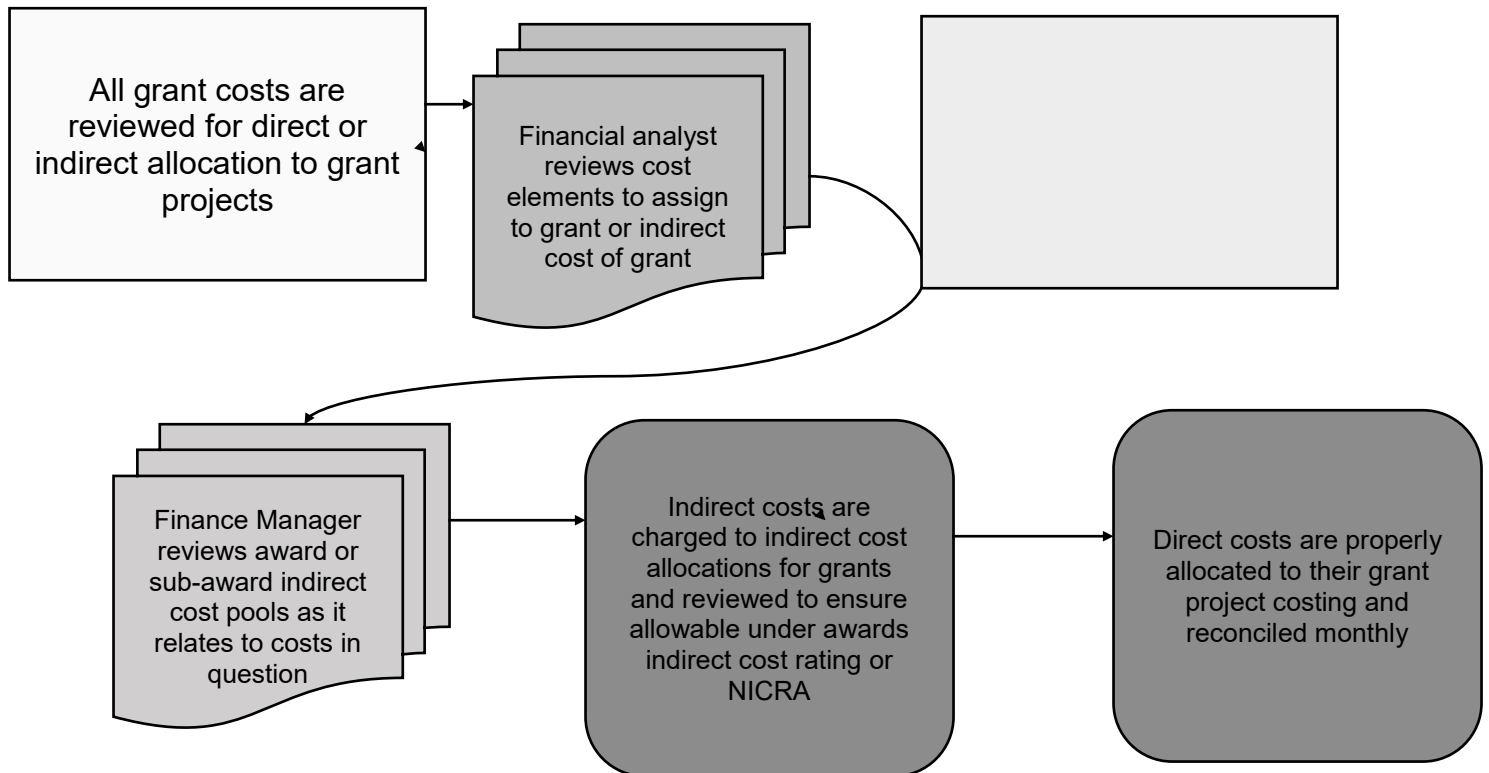 All grant costs are
reviewed for direct or
indirect allocation to grant
projects
Financial analyst
reviews cost
elements to assign
to grant or indirect
cost of grant
Finance Manager
reviews award or
sub-award indirect
cost pools as it
relates to costs in
question
Indirect costs are
charged to indirect cost
allocations for grants
and reviewed to ensure
allowable under awards
indirect cost rating or
NICRA
Direct costs are properly
allocated to their grant
project costing and
reconciled monthly